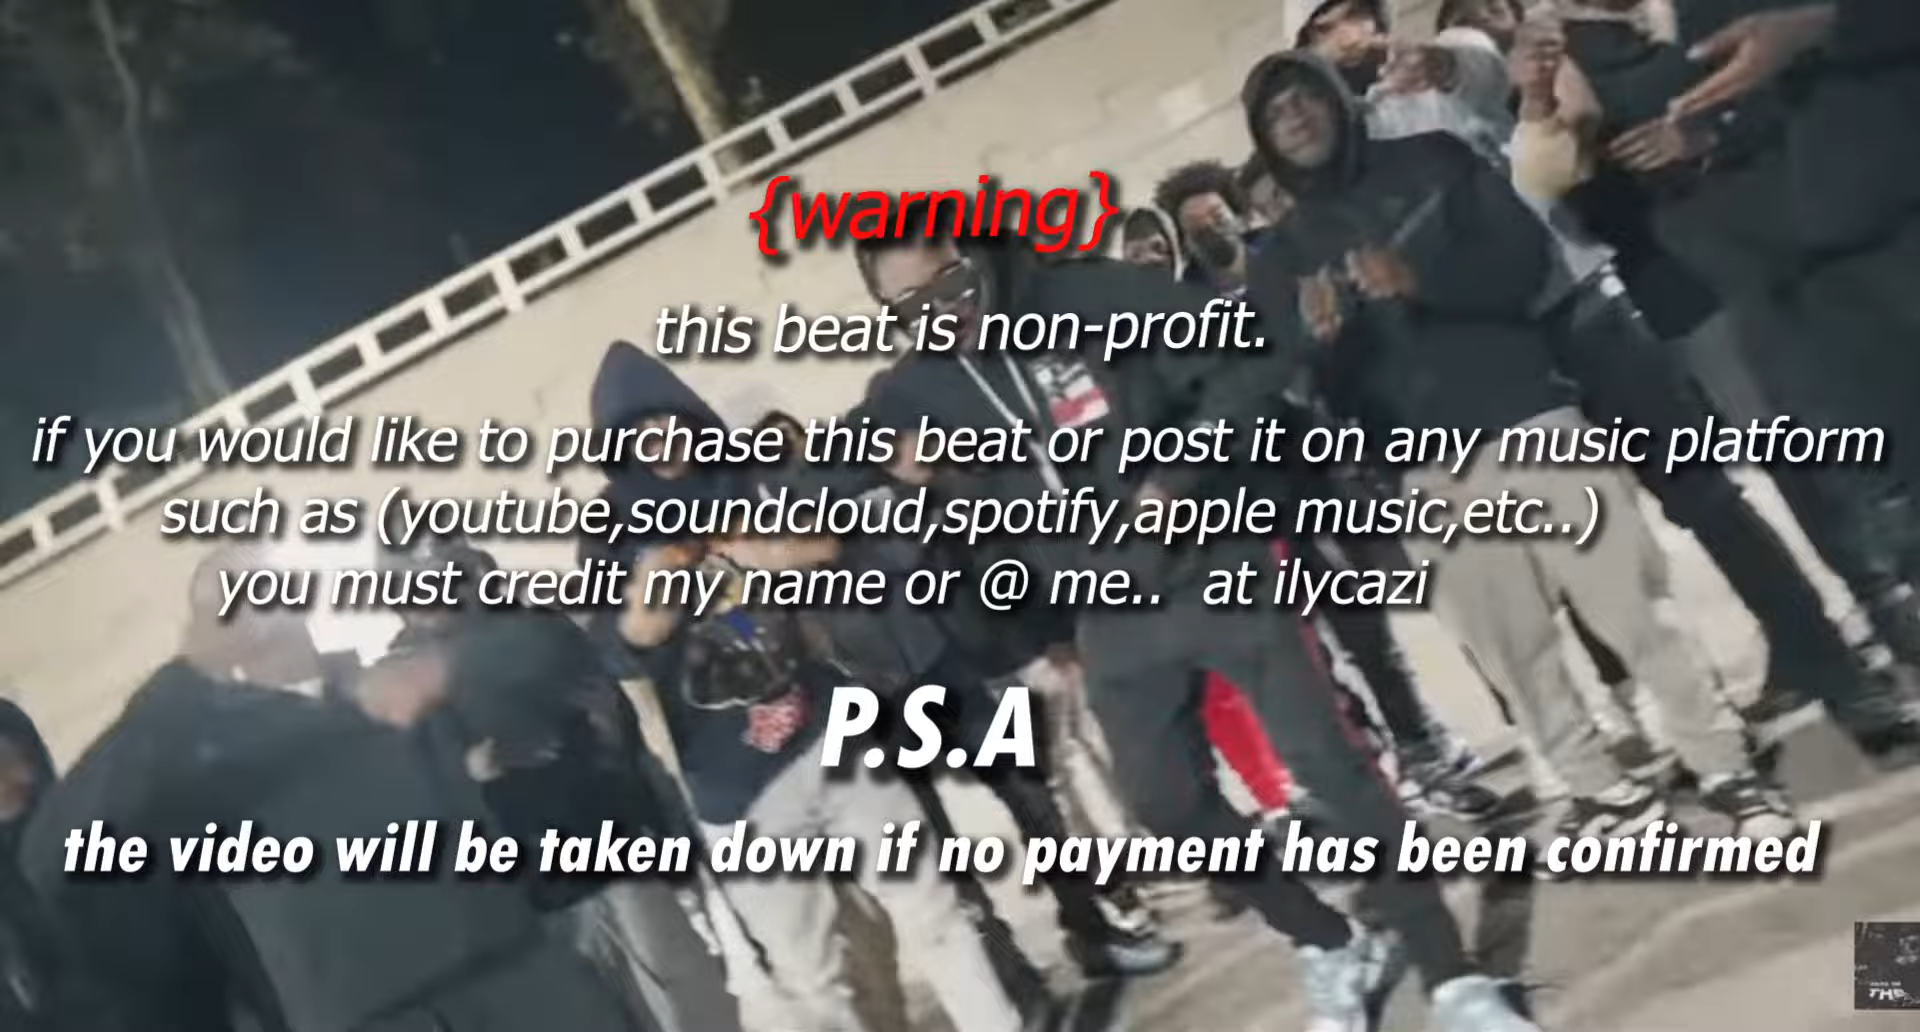 {warning}
this beat is non-profit.
if you would like to purchase this beat or post it on any music platform
such as (youtube,soundcloud,spotify,apple music,etc..)
you must credit my name or @ me.. at ilycazi
P.S.A
the video will be taken down if no payment has been confirmed
THE